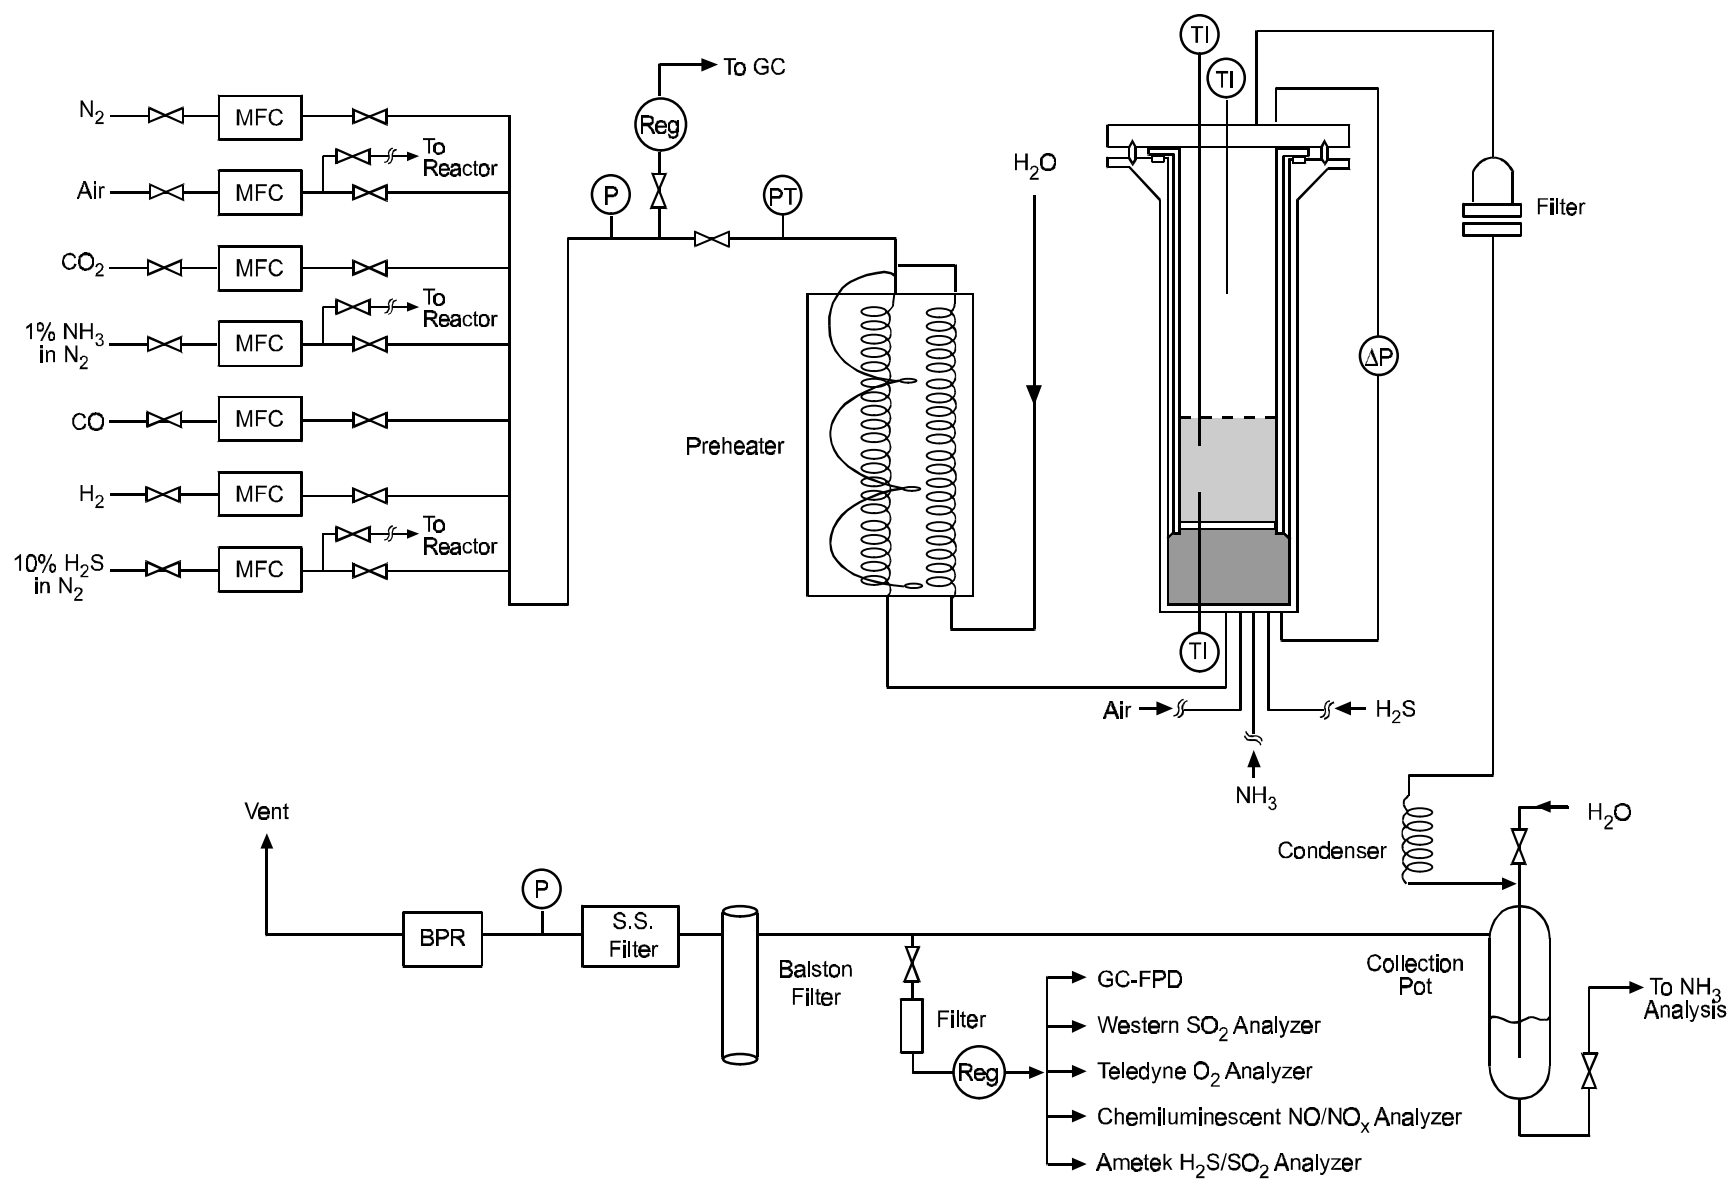 TI
To GC
TI
N₂
MFC
Reg
To
Reactor
H₂O
Air
MFC
P
PT
Filter
CO₂
MFC
To
Reactor
1% NH₃
in N₂
MFC
ΔP
CO
MFC
Preheater
H₂
MFC
To
Reactor
10% H₂S
in N₂
MFC
TI
Air
H₂S
NH₃
Vent
H₂O
Condenser
P
S.S.
Filter
BPR
Balston
Filter
Collection
Pot
GC-FPD
To NH₃
Analysis
Filter
Western SO₂ Analyzer
Reg
Teledyne O₂ Analyzer
Chemiluminescent NO/NOₓ Analyzer
Ametek H₂S/SO₂ Analyzer